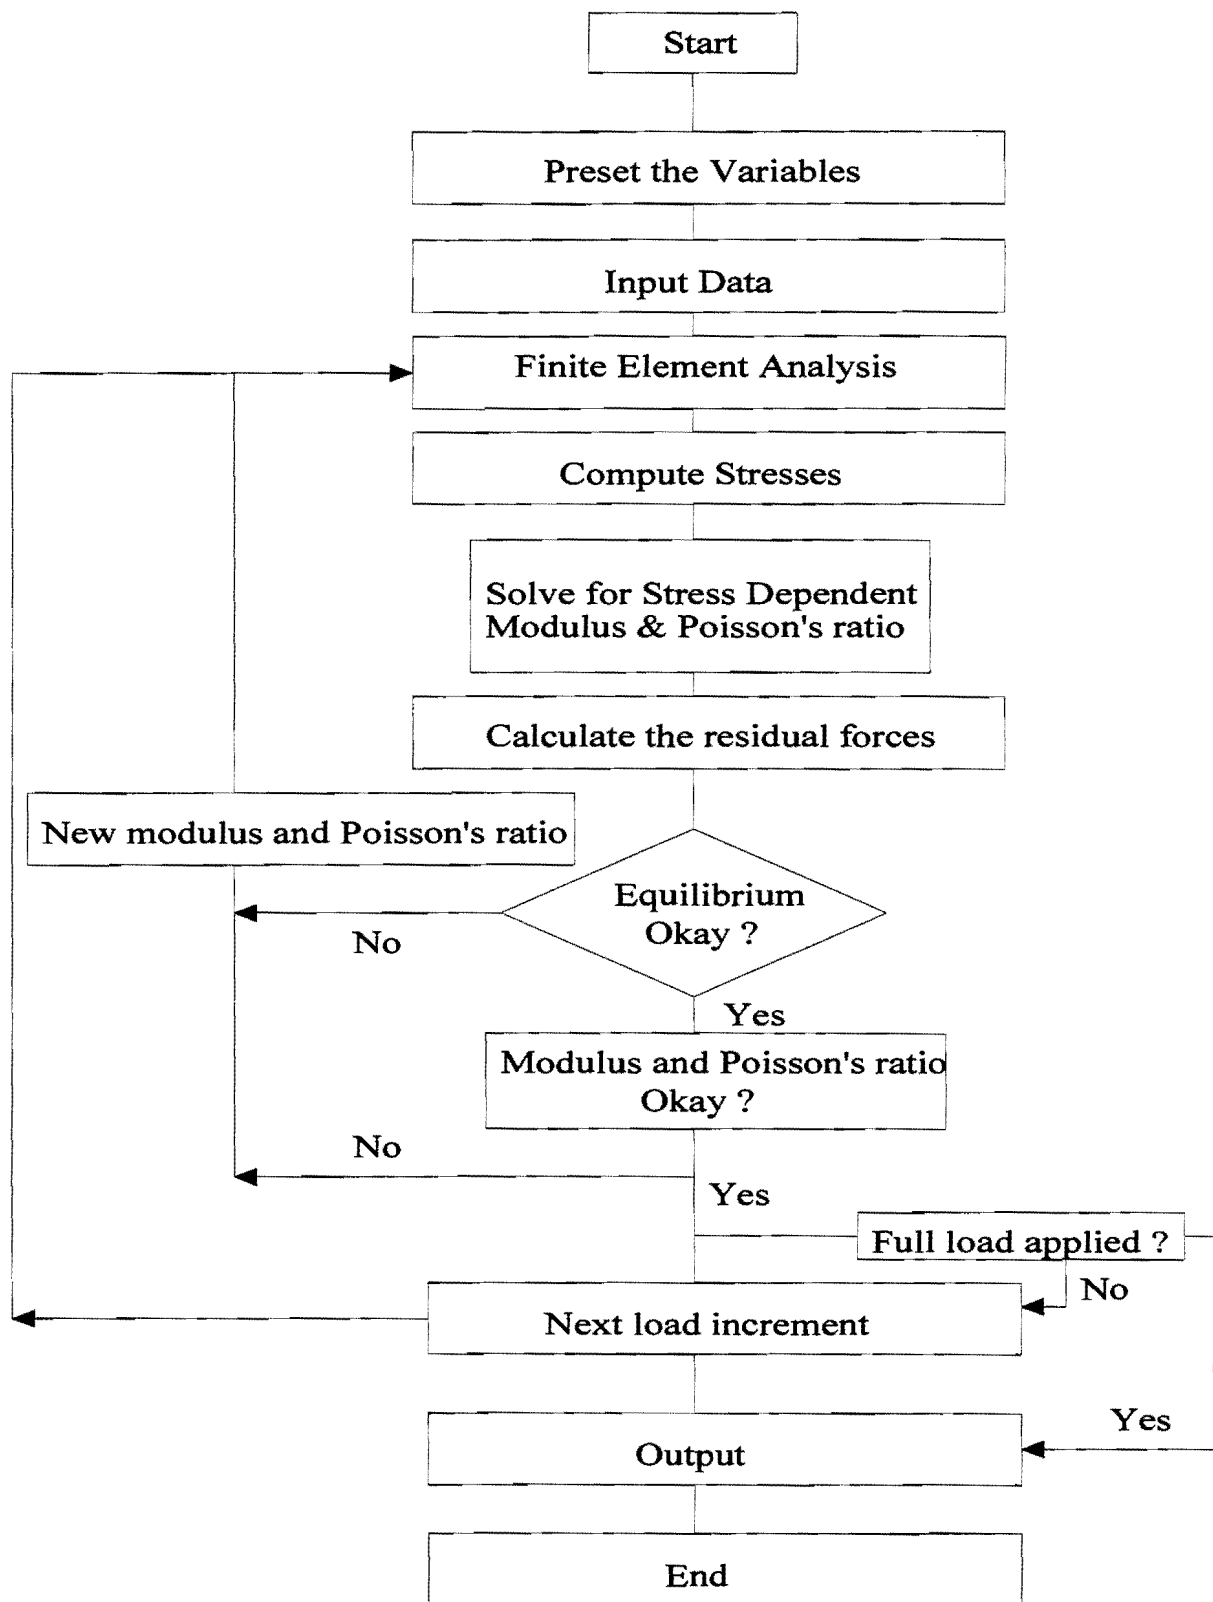 Start
Preset the Variables
Input Data
Finite Element Analysis
Compute Stresses
Solve for Stress Dependent
Modulus & Poisson's ratio
Calculate the residual forces
New modulus and Poisson's ratio
Equilibrium
Okay ?
No
Yes
Modulus and Poisson's ratio
Okay ?
No
Yes
Full load applied ?
No
Next load increment
Yes
Output
End